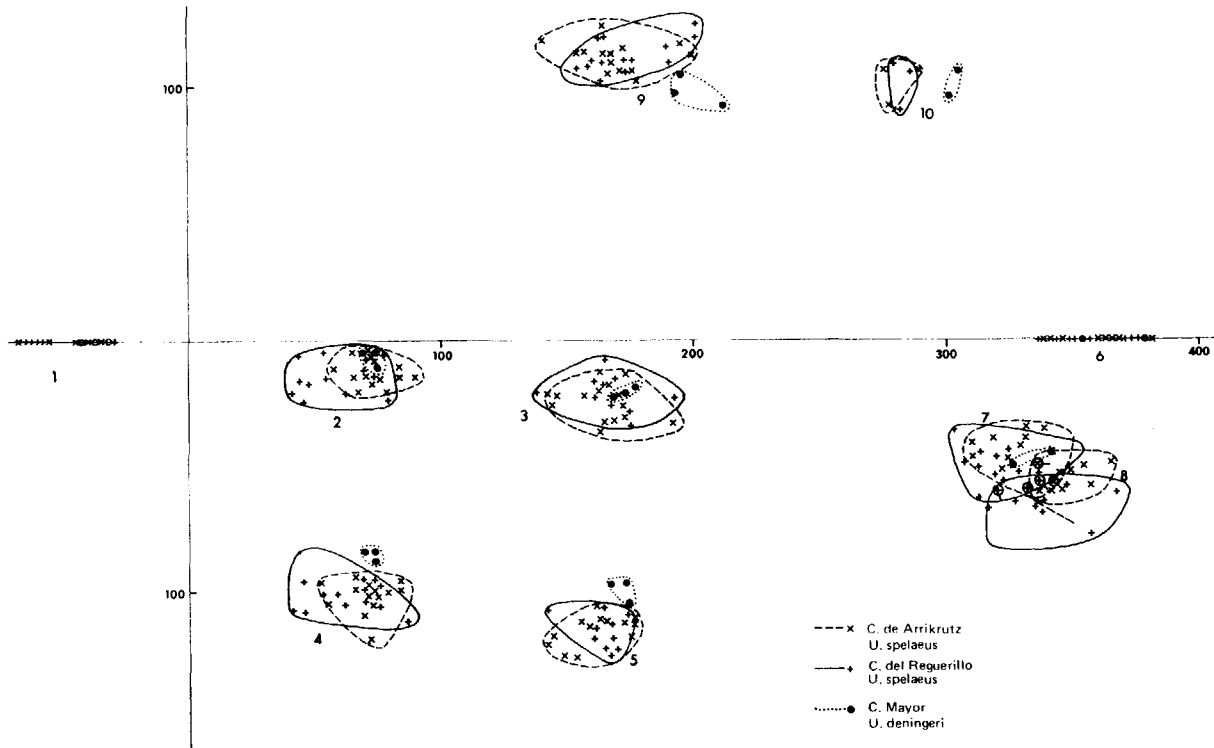 100
9
10
1
100
200
300
6
400
2
3
7
8
100
4
5
C. de Arrikrutz
U. spelaeus
C. del Reguerillo
U. spelaeus
C. Mayor
U. deningeri